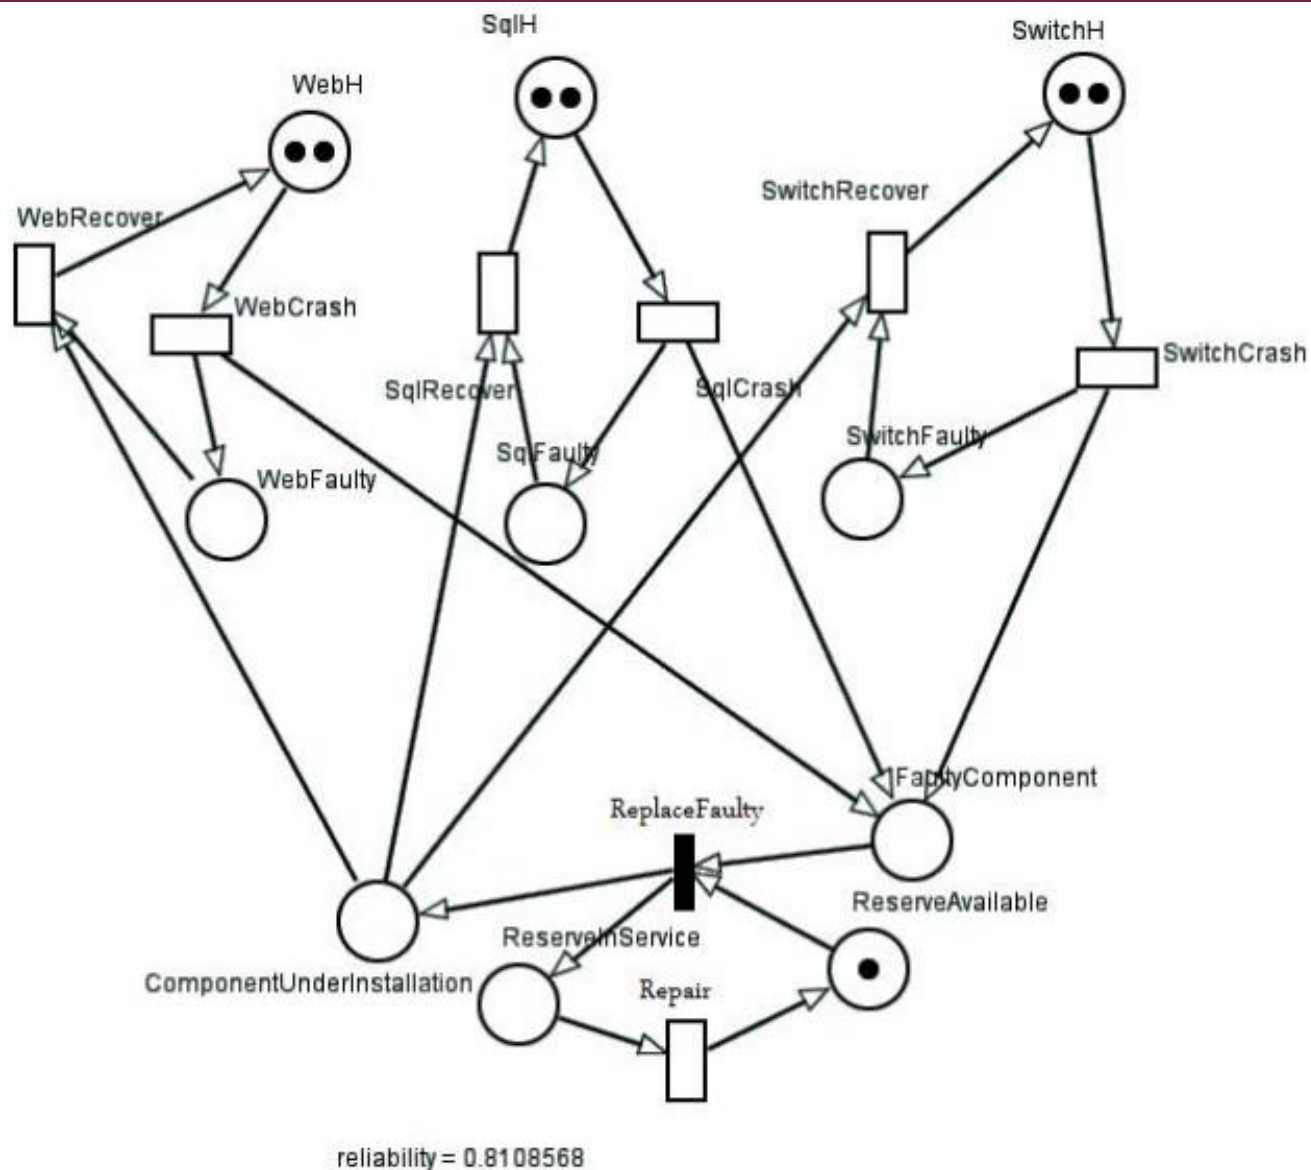 SqlH
SwitchH
WebH
SwitchRecover
WebRecover
WebCrash
SwitchCrash
SqlRecover
SqlCrash
SwitchFaulty
SqlFaulty
WebFaulty
FaultyComponent
ReplaceFaulty
ReserveAvailable
ReserveInService
ComponentUnderInstallation
Repair
reliability = 0.8108568